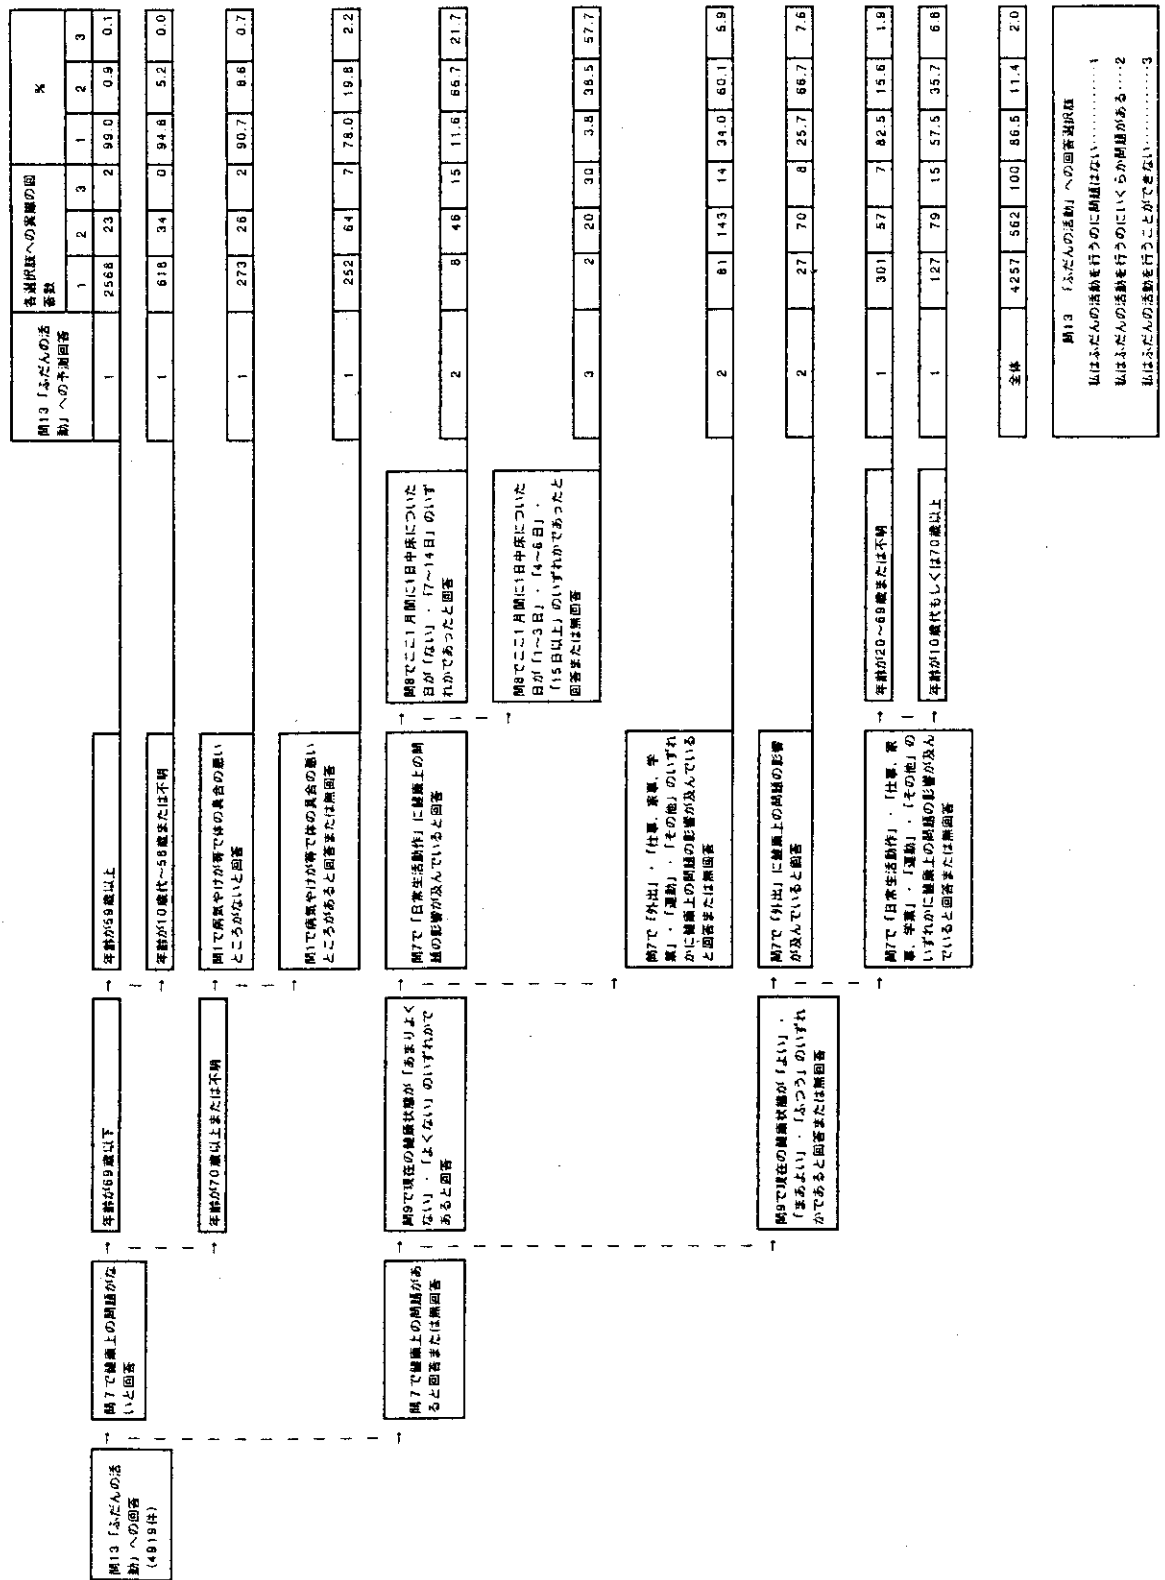 問13「ふだんの活
動」への回答
(4919件)
問7で健康上の問題がな
いと回答
年齢が69歳以下
年齢が59歳以上
年齢が10歳代~58歳または不明
年齢が70歳以上または不明
問1で病気やけが等で体の具合の悪い
ところがないと回答
問1で病気やけが等で体の具合の悪い
ところがあると回答または無回答
問7で健康上の問題があ
ると回答または無回答
問9で現在の健康状態が「あまりよく
ない」・「よくない」のいずれかで
あると回答
問7で「日常生活動作」に健康上の問
題の影響が及んでいると回答
問8でここ1月間に1日中床についた
日が「ない」・「7~14日」のいず
れかであったと回答
問8でここ1月間に1日中床についた
日が「1~3日」・「4~6日」・
「15日以上」のいずれかであったと
回答または無回答
問7で「外出」・「仕事、家事、学
業」・「運動」・「その他」のいずれ
かに健康上の問題の影響が及んでいる
と回答または無回答
問9で現在の健康状態が「よい」・
「まあよい」・「ふつう」のいずれ
かであると回答または無回答
問7で「外出」に健康上の問題の影響
が及んでいると回答
問7で「日常生活動作」・「仕事、家
事、学業」・「運動」・「その他」の
いずれかに健康上の問題の影響が及ん
でいると回答または無回答
年齢が20~69歳または不明
年齢が10歳代もしくは70歳以上
問13「ふだんの活
動」への予測回答
各選択肢への実際の回
答数
%
1 2 3 1 2 3
1 2568 23 2 99.0 0.9 0.1
1 618 34 0 94.8 5.2 0.0
1 273 26 2 90.7 8.6 0.7
1 252 64 7 78.0 19.8 2.2
2 8 46 15 11.6 66.7 21.7
3 2 20 30 3.8 38.5 57.7
2 81 143 14 34.0 60.1 5.9
2 27 70 8 25.7 66.7 7.6
1 301 57 7 82.5 15.6 1.9
1 127 79 15 57.5 35.7 6.8
全体 4257 562 100 86.5 11.4 2.0
問13 「ふだんの活動」への回答選択肢
私はふだんの活動を行うのに問題はない…………1
私はふだんの活動を行うのにいくらか問題がある‥‥2
私はふだんの活動を行うことができない…………3